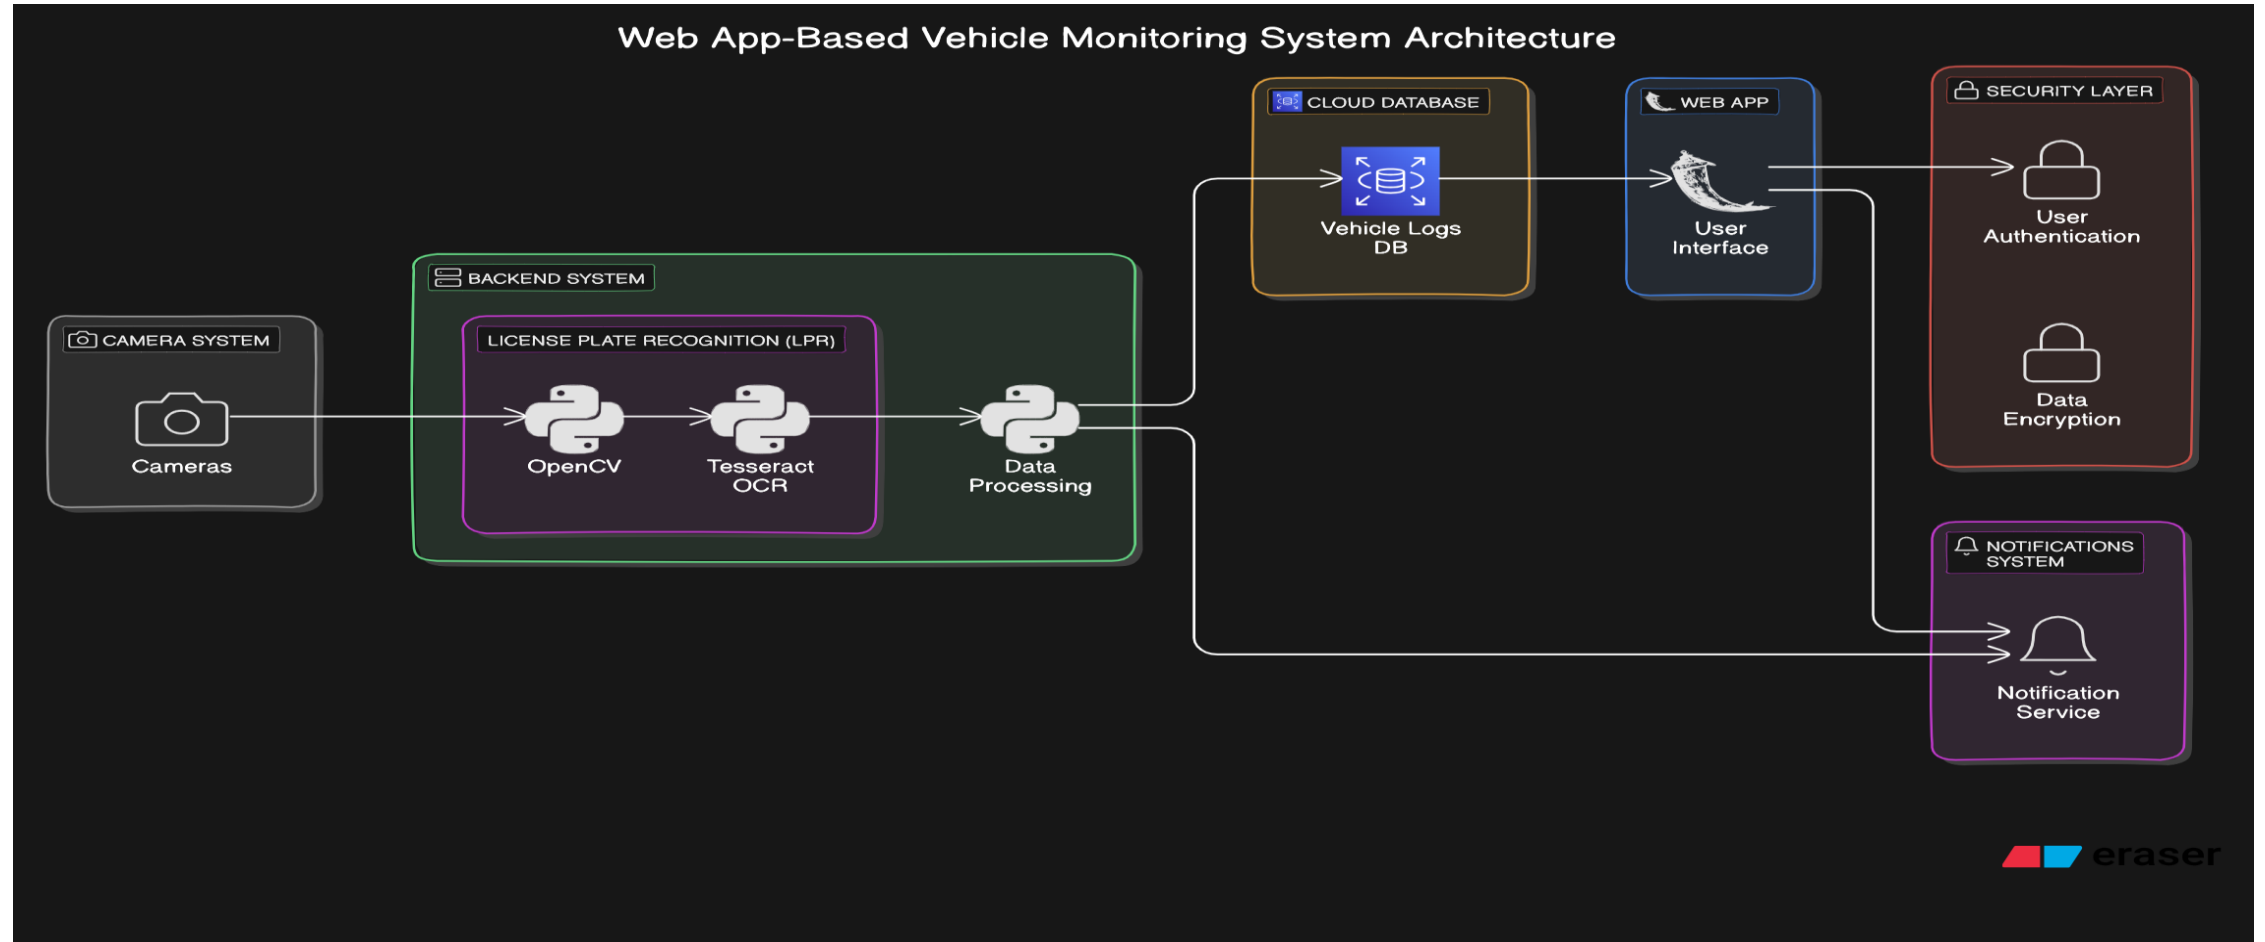 Web App-Based Vehicle Monitoring System Architecture
CAMERA SYSTEM
Cameras
BACKEND SYSTEM
LICENSE PLATE RECOGNITION (LPR)
OpenCV
Tesseract
OCR
Data
Processing
CLOUD DATABASE
Vehicle Logs
DB
WEB APP
User
Interface
SECURITY LAYER
User
Authentication
Data
Encryption
NOTIFICATIONS
SYSTEM
Notification
Service
eraser